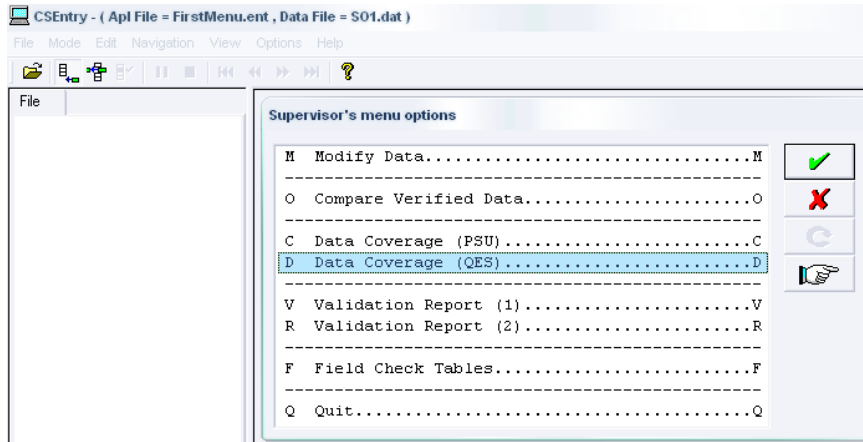 CSEntry - ( Apl File = FirstMenu.ent , Data File = SO1.dat )
File Mode Edit Navigation View Options Help
File
Supervisor's menu options
M Modify Data.................................M
------------------------------------------------
O Compare Verified Data.......................O
------------------------------------------------
C Data Coverage (PSU).........................C
D Data Coverage (QES).........................D
------------------------------------------------
V Validation Report (1).......................V
R Validation Report (2).......................R
------------------------------------------------
F Field Check Tables..........................F
------------------------------------------------
Q Quit........................................Q